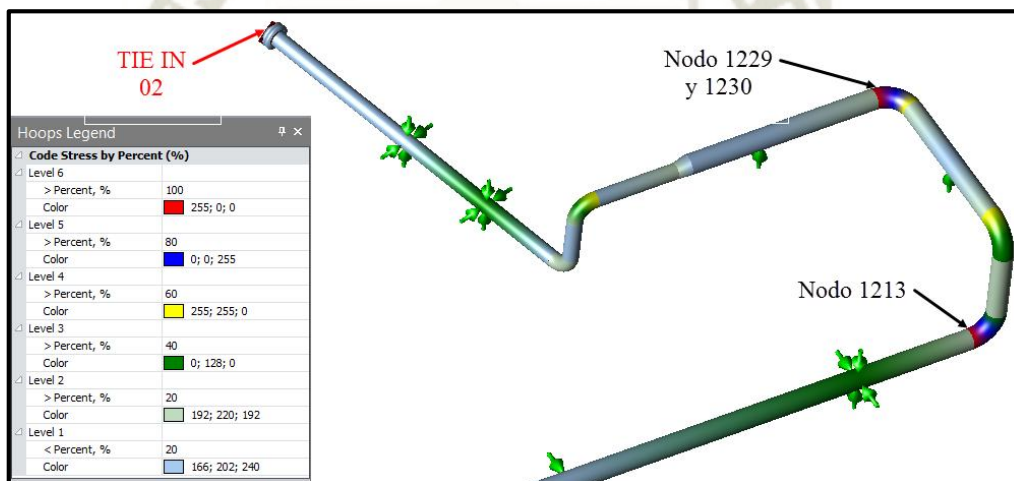 TIE IN
02
Nodo 1229
y 1230
Nodo 1213
Hoops Legend
Code Stress by Percent (%)
Level 6
> Percent, % 100
Color 255; 0; 0
Level 5
> Percent, % 80
Color 0; 0; 255
Level 4
> Percent, % 60
Color 255; 255; 0
Level 3
> Percent, % 40
Color 0; 128; 0
Level 2
> Percent, % 20
Color 192; 220; 192
Level 1
< Percent, % 20
Color 166; 202; 240